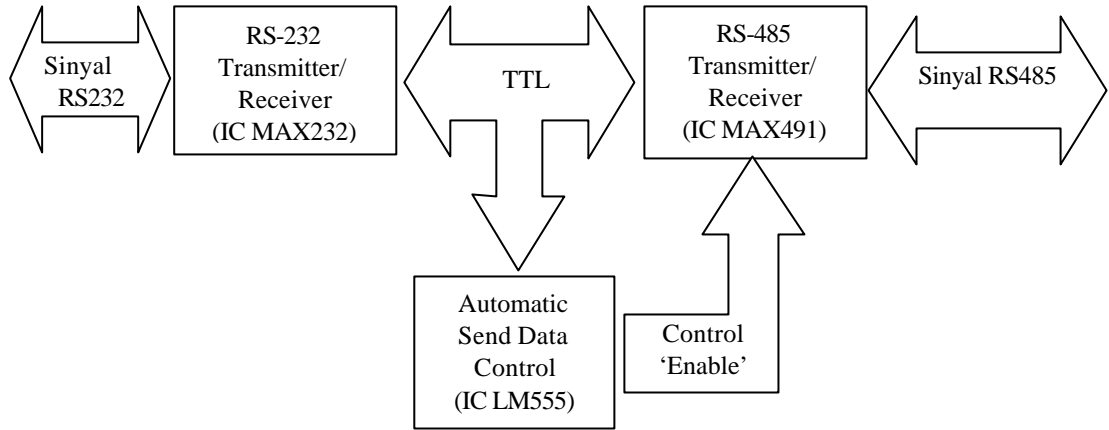 Sinyal
RS232
RS-232
Transmitter/
Receiver
(IC MAX232)
TTL
RS-485
Transmitter/
Receiver
(IC MAX491)
Sinyal RS485
Automatic
Send Data
Control
(IC LM555)
Control
‘Enable’